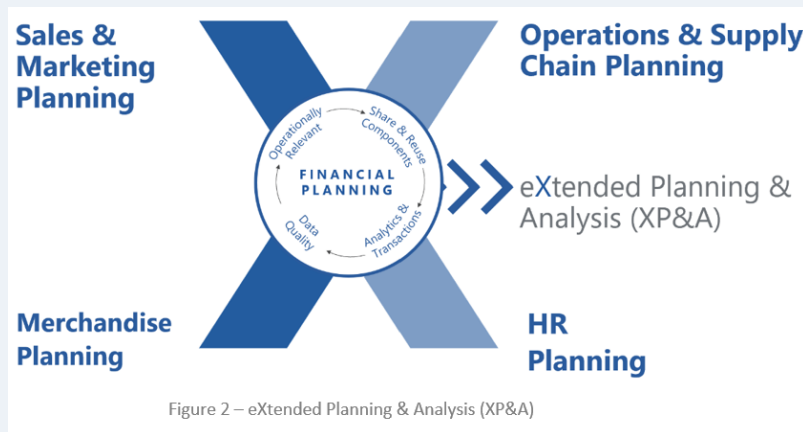 Sales &
Marketing
Planning
Operations & Supply
Chain Planning
Operationally
Relevant
Share & Reuse
Components
FINANCIAL
PLANNING
Data
Quality
Analytics &
Transactions
eXtended Planning &
Analysis (XP&A)
Merchandise
Planning
HR
Planning
Figure 2 – eXtended Planning & Analysis (XP&A)